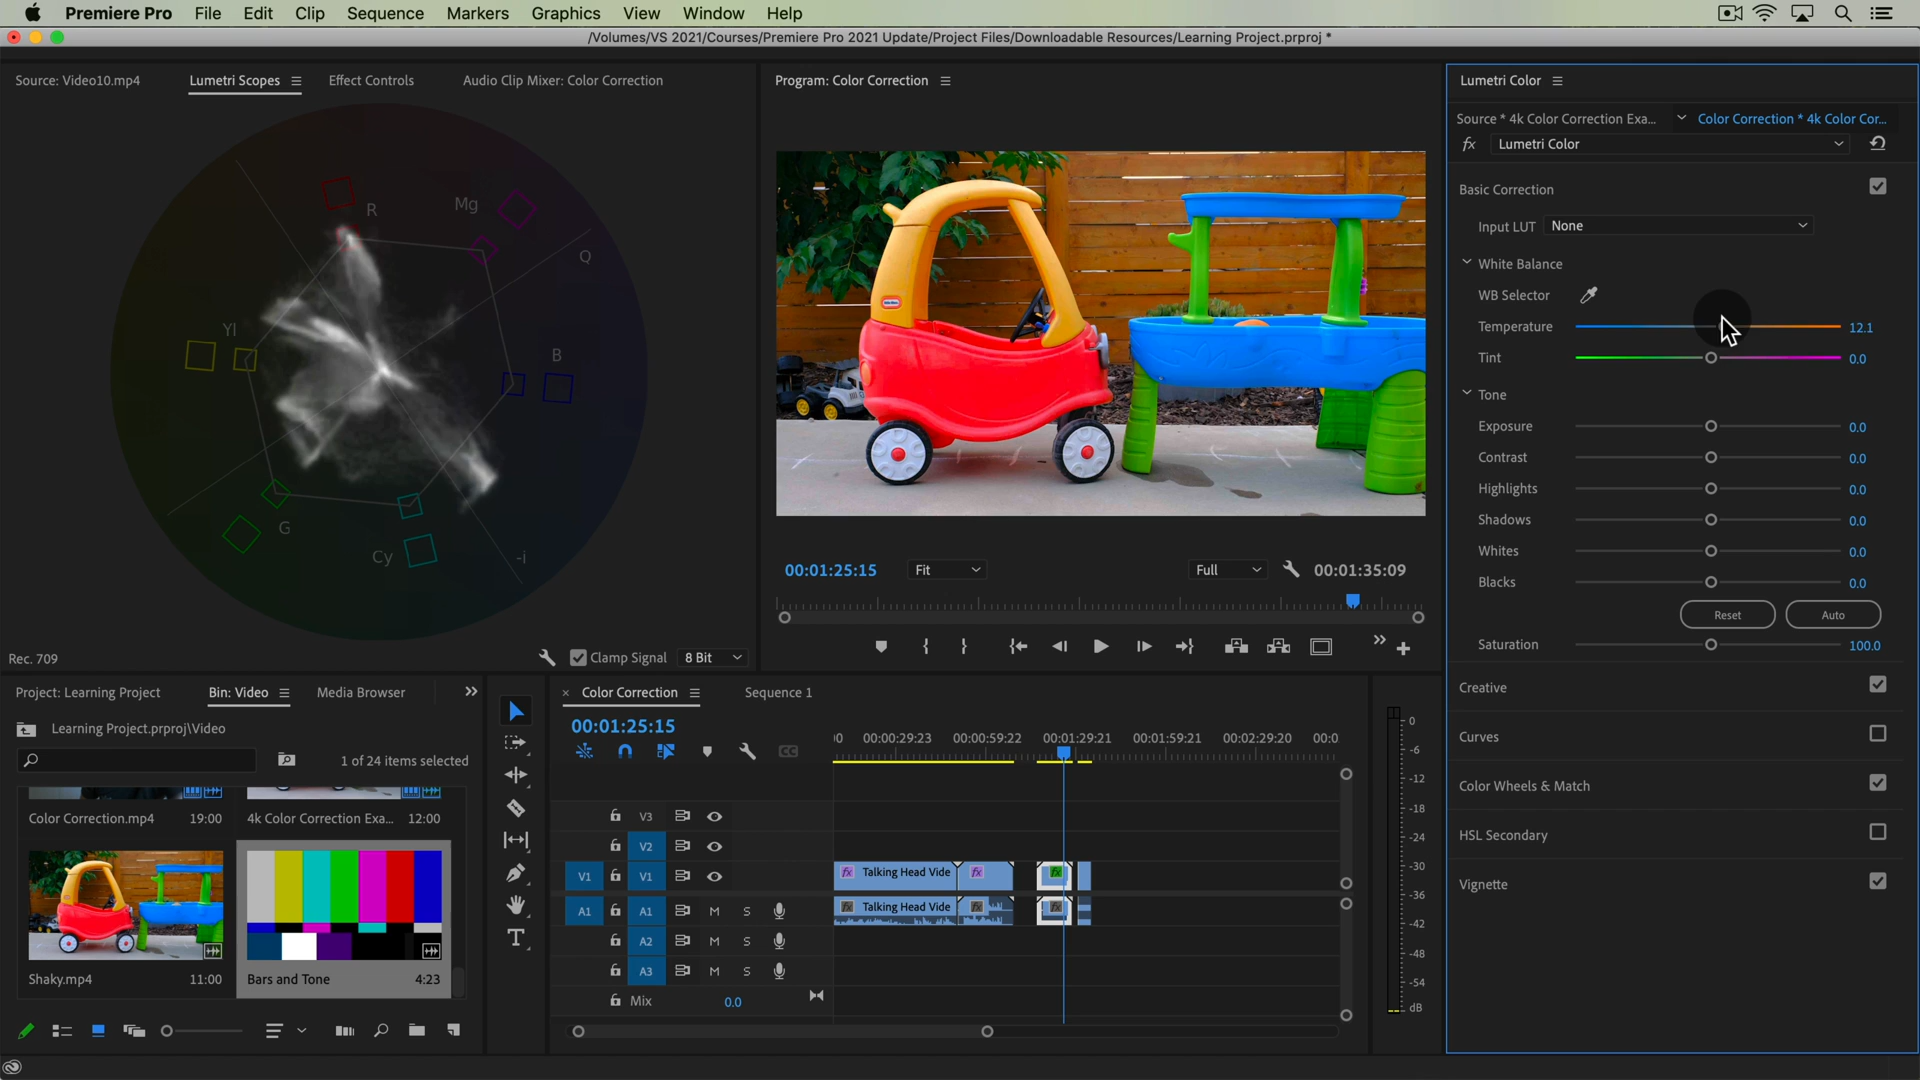 Premiere Pro File Edit Clip Sequence Markers Graphics View Window Help
/Volumes/VS 2021/Courses/Premiere Pro 2021 Update/Project Files/Downloadable Resources/Learning Project.prproj *
Source: Video10.mp4 Lumetri Scopes Effect Controls Audio Clip Mixer: Color Correction
R Mg Q Yl B G Cy -i
Rec. 709 Clamp Signal 8 Bit
Program: Color Correction
00:01:25:15 Fit Full 00:01:35:09
Lumetri Color
Source * 4k Color Correction Exa... Color Correction * 4k Color Cor...
fx Lumetri Color
Basic Correction
Input LUT None
White Balance
WB Selector
Temperature 12.1
Tint 0.0
Tone
Exposure 0.0
Contrast 0.0
Highlights 0.0
Shadows 0.0
Whites 0.0
Blacks 0.0
Reset Auto
Saturation 100.0
Creative
Curves
Color Wheels & Match
HSL Secondary
Vignette
Project: Learning Project Bin: Video Media Browser
Learning Project.prproj\Video
1 of 24 items selected
Color Correction.mp4 19:00 4k Color Correction Exa... 12:00
Shaky.mp4 11:00 Bars and Tone 4:23
× Color Correction Sequence 1
00:01:25:15
:00 00:00:29:23 00:00:59:22 00:01:29:21 00:01:59:21 00:02:29:20 00:0
V3
V2
V1 V1 fx Talking Head Vide fx fx
A1 A1 M S fx Talking Head Vide fx fx
A2 M S
A3 M S
Mix 0.0
0
-6
-12
-18
-24
-30
-36
-42
-48
-54
dB